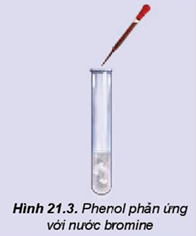 Hình 21.3. Phenol phản ứng
với nước bromine